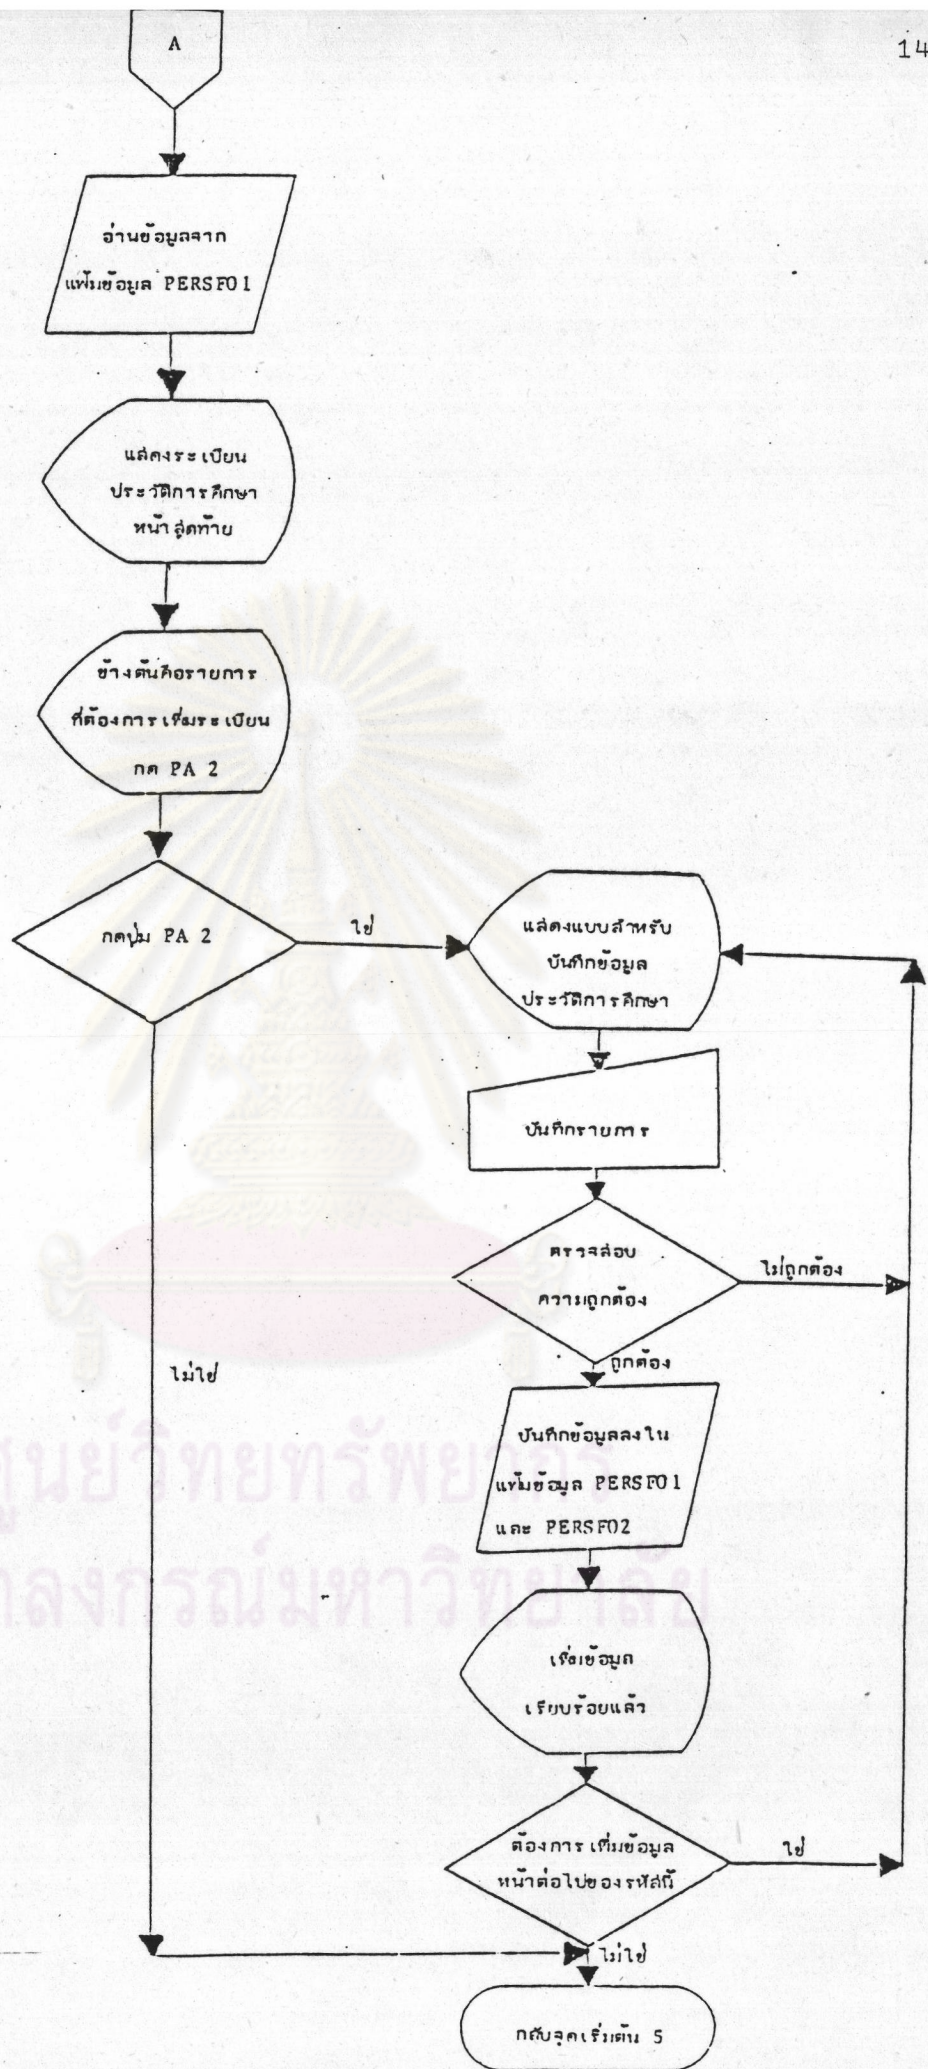 14
A
อ่านข้อมูลจาก
แฟ้มข้อมูล PERSF01
แสดงระเบียน
ประวัติการศึกษา
หน้าสุดท้าย
ข้างต้นคือรายการ
ที่ต้องการเพิ่มระเบียน
กด PA 2
กดปุ่ม PA 2
ใช่
แสดงแบบสำหรับ
บันทึกข้อมูล
ประวัติการศึกษา
บันทึกรายการ
ตรวจสอบ
ความถูกต้อง
ไม่ถูกต้อง
ถูกต้อง
ไม่ใช่
บันทึกข้อมูลลงใน
แฟ้มข้อมูล PERSF01
และ PERSF02
เพิ่มข้อมูล
เรียบร้อยแล้ว
ต้องการเพิ่มข้อมูล
หน้าต่อไปของรหัสนี้
ใช่
ไม่ใช่
กลับจุดเริ่มต้น 5
ศูนย์วิทยทรัพยากร
ลงกรณ์มหาวิทยาลัย